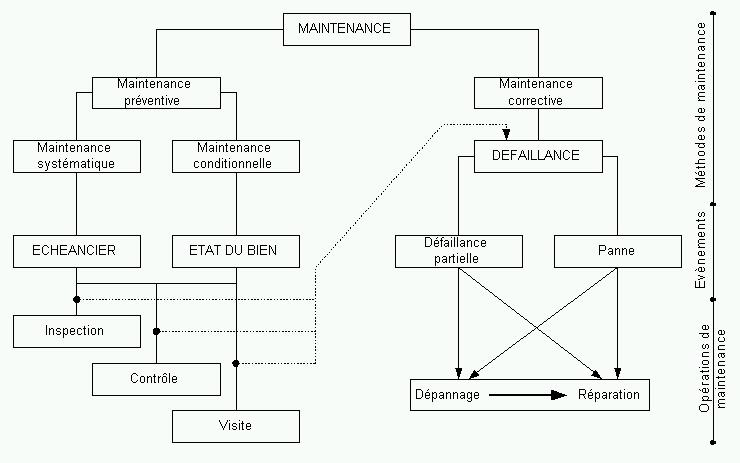 MAINTENANCE
Maintenance
préventive
Maintenance
corrective
Maintenance
systématique
Maintenance
conditionnelle
DEFAILLANCE
ECHEANCIER
ETAT DU BIEN
Défaillance
partielle
Panne
Inspection
Contrôle
Visite
Dépannage
Réparation
Méthodes de maintenance
Evènements
Opérations de
maintenance